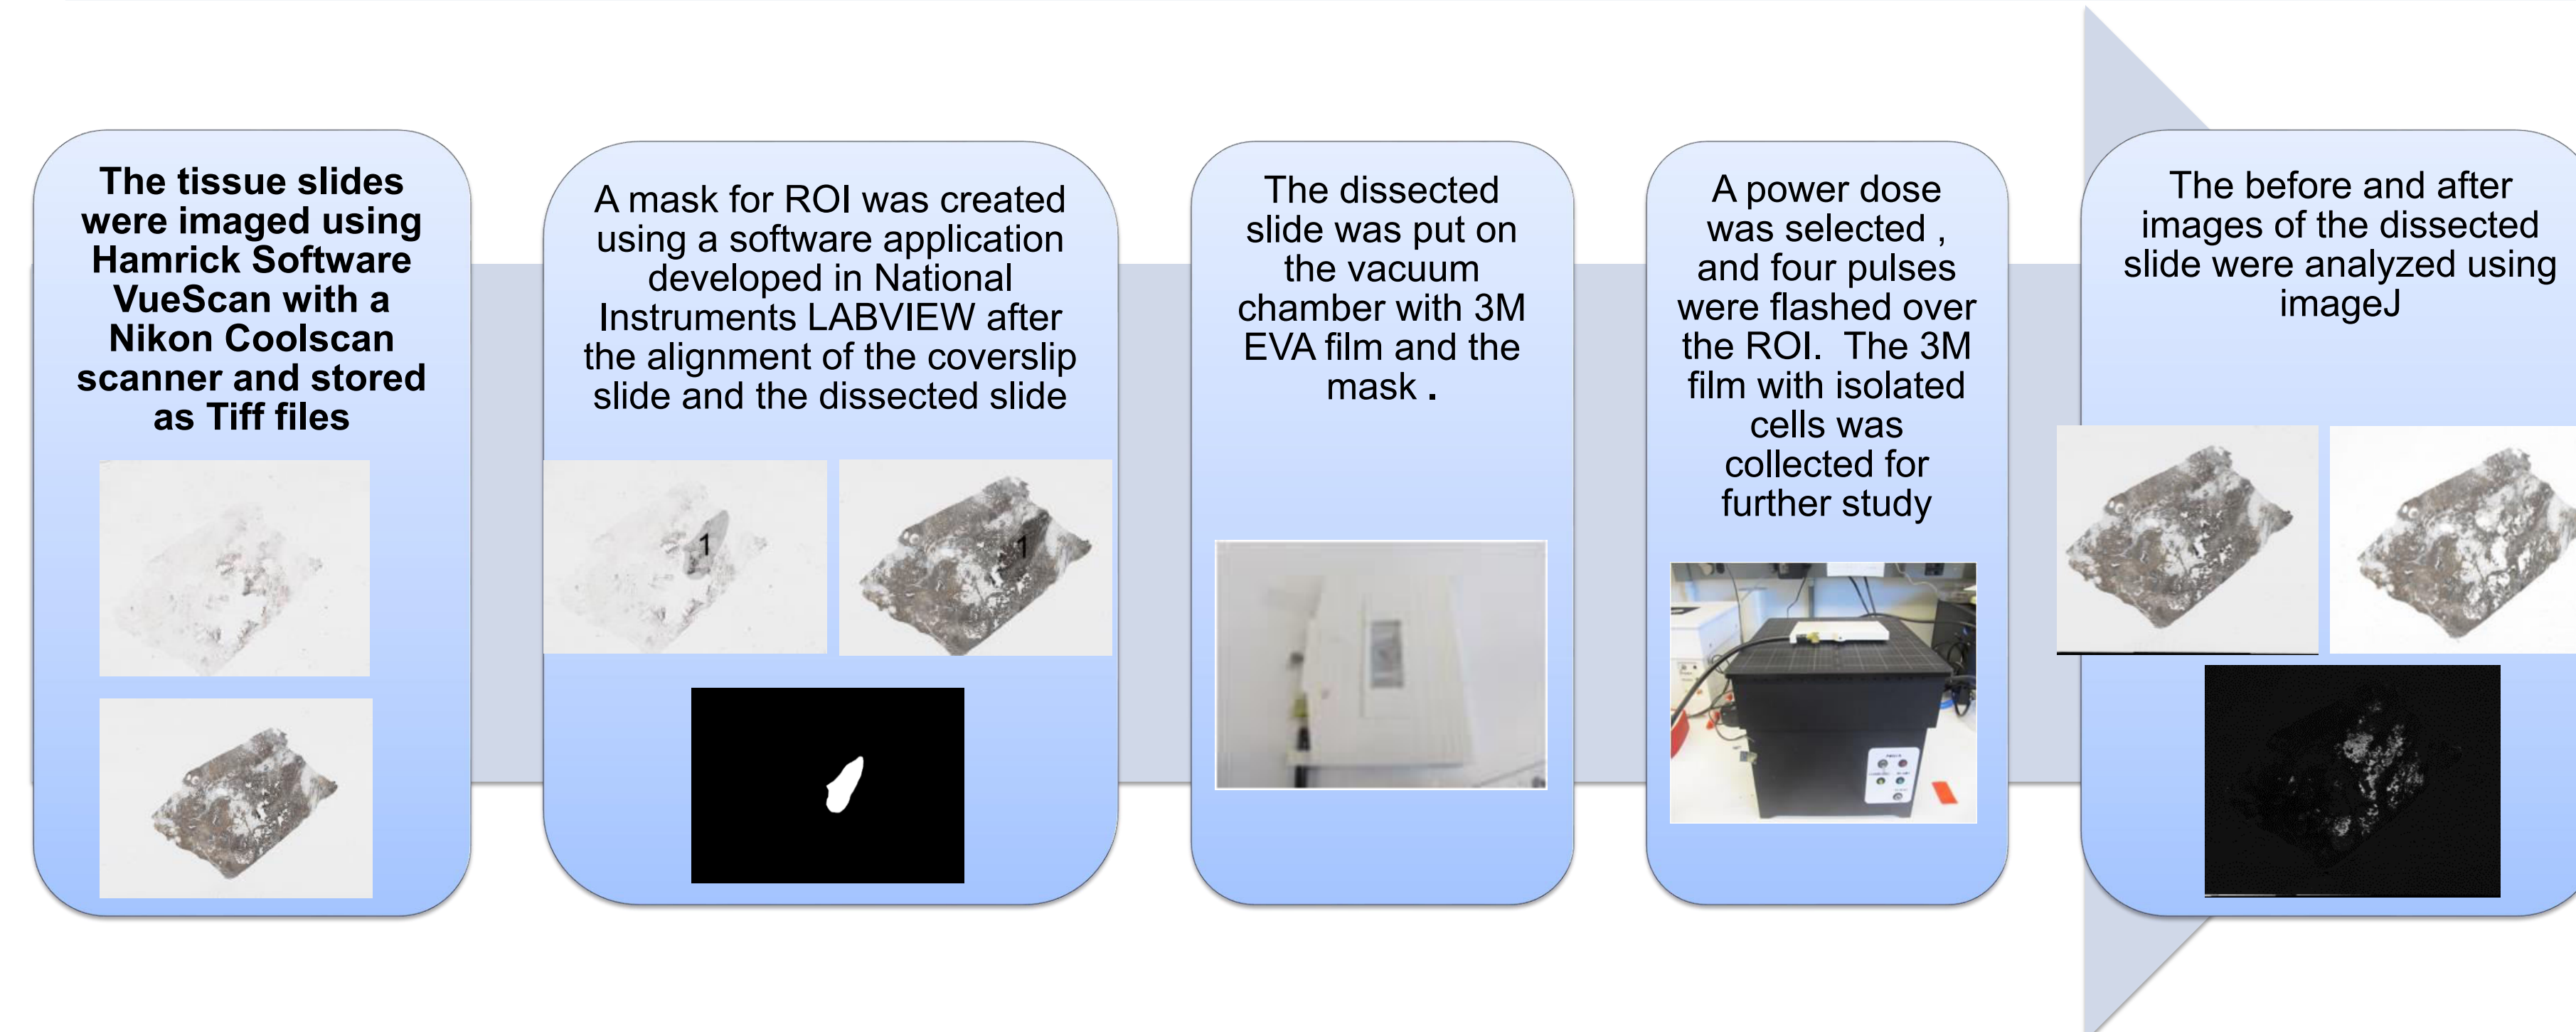 The tissue slides
were imaged using
Hamrick Software
VueScan with a
Nikon Coolscan
scanner and stored
as Tiff files
A mask for ROI was created
using a software application
developed in National
Instruments LABVIEW after
the alignment of the coverslip
slide and the dissected slide
1
1
The dissected
slide was put on
the vacuum
chamber with 3M
EVA film and the
mask .
A power dose
was selected ,
and four pulses
were flashed over
the ROI. The 3M
film with isolated
cells was
collected for
further study
The before and after
images of the dissected
slide were analyzed using
imageJ